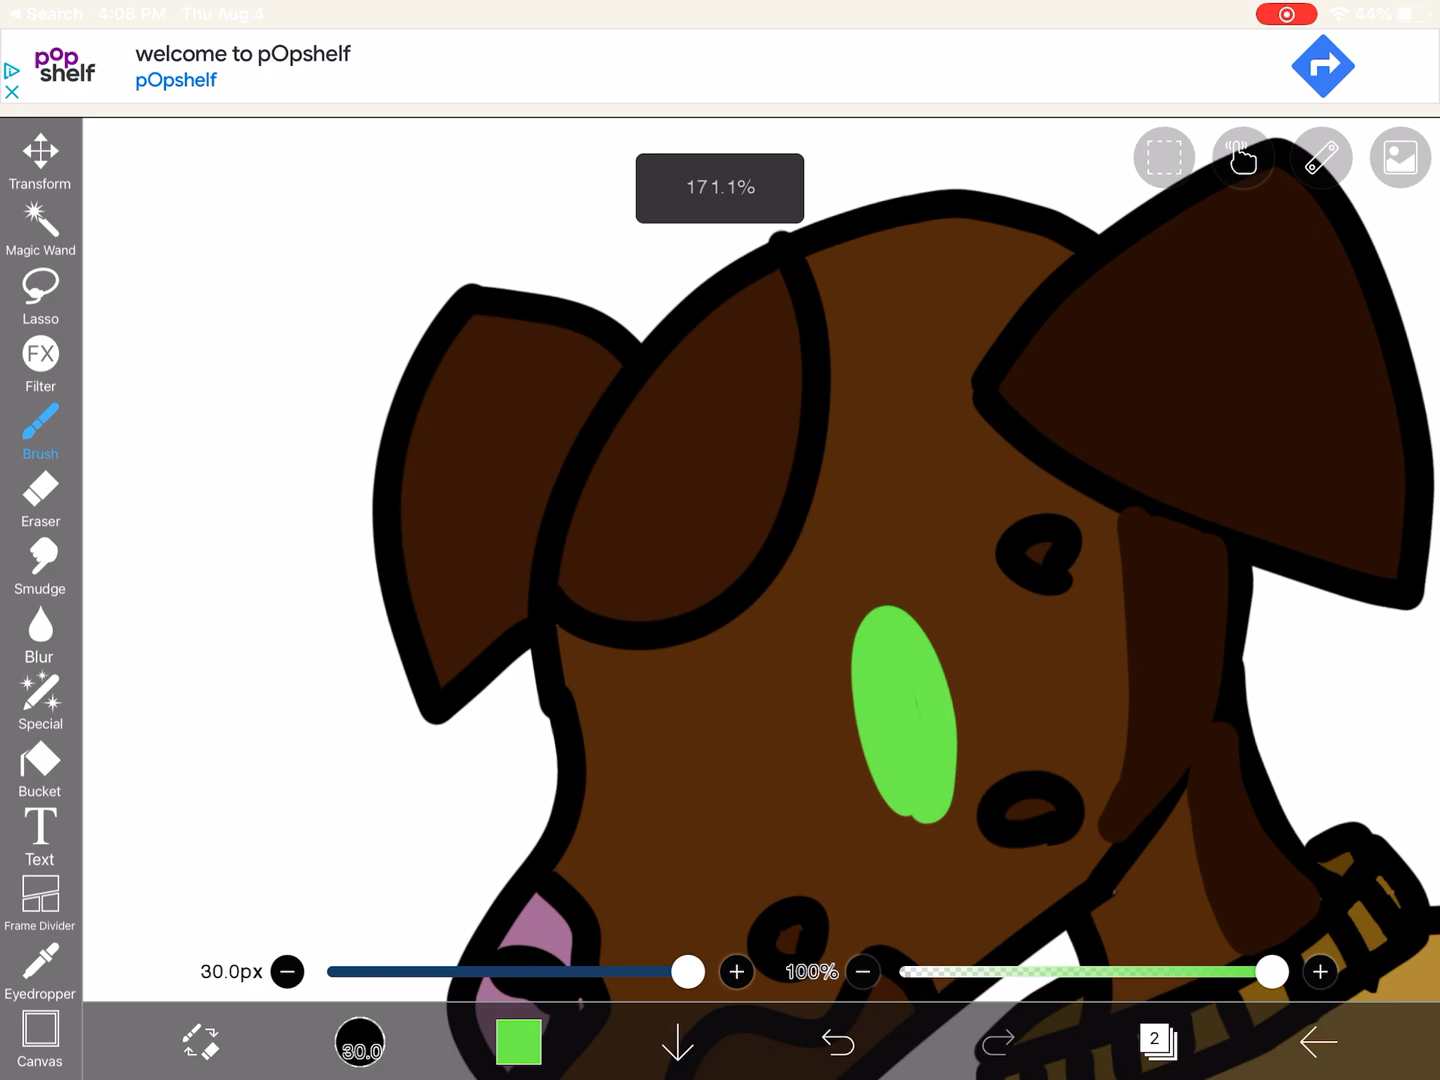 Search 4:08 PM Thu Aug 4
44%
pOp
shelf
welcome to pOpshelf
pOpshelf
171.1%
Transform
Magic Wand
Lasso
FX
Filter
Brush
Eraser
Smudge
Blur
Special
Bucket
T
Text
Frame Divider
Eyedropper
Canvas
30.0px
100%
30.0
2